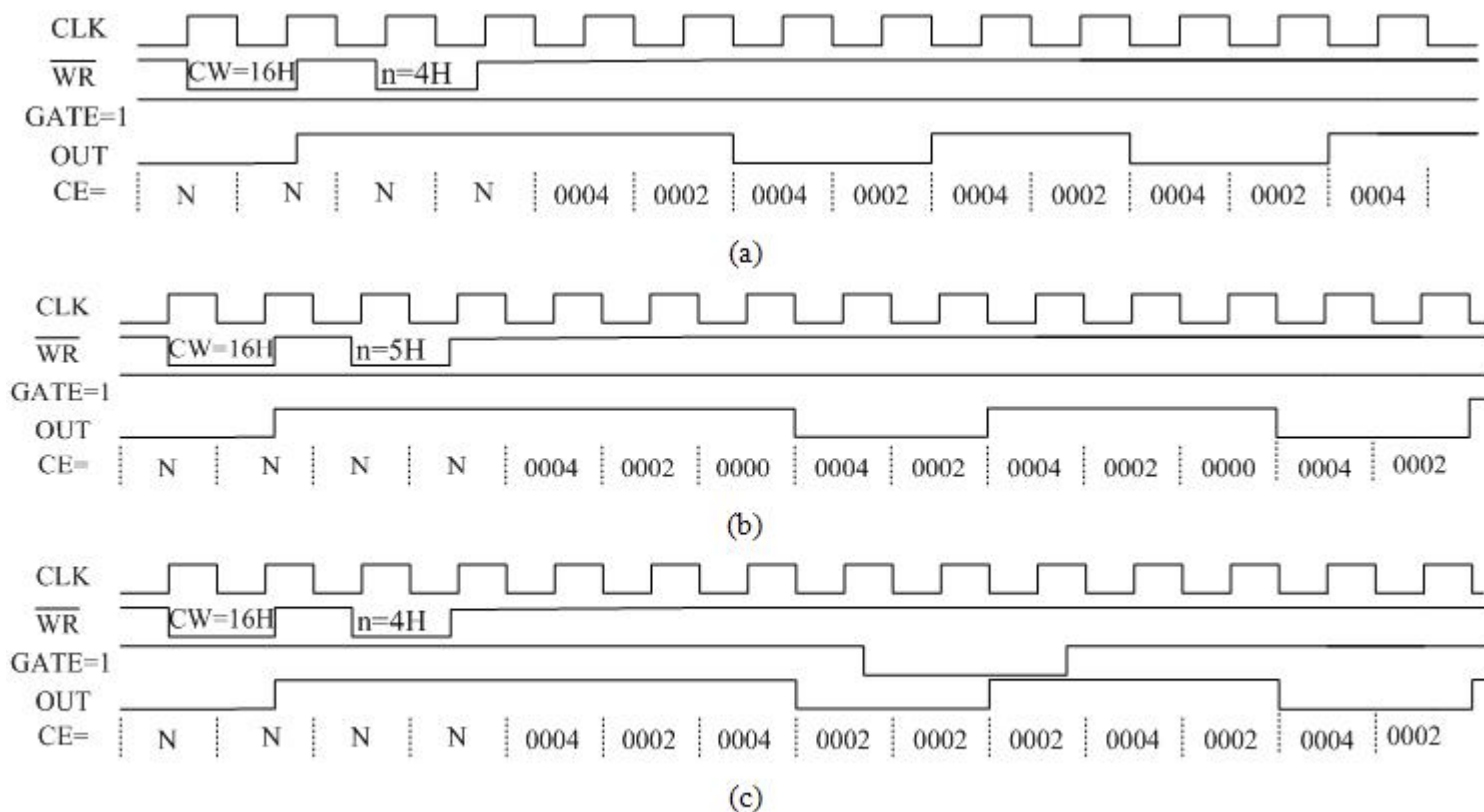 CLK
WR CW=16H n=4H
GATE=1
OUT
CE= N N N N 0004 0002 0004 0002 0004 0002 0004 0002 0004
(a)
CLK
WR CW=16H n=5H
GATE=1
OUT
CE= N N N N 0004 0002 0000 0004 0002 0004 0002 0000 0004 0002
(b)
CLK
WR CW=16H n=4H
GATE=1
OUT
CE= N N N N 0004 0002 0004 0002 0002 0002 0004 0002 0004 0002
(c)